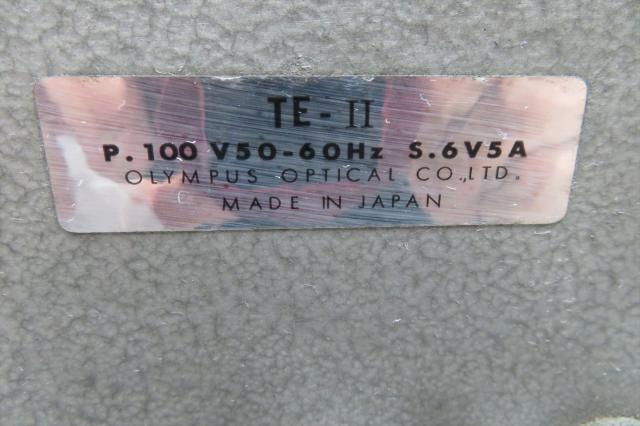 TE-II
P. 100 V50-60Hz S.6V5A
OLYMPUS OPTICAL CO.,LTD.
MADE IN JAPAN